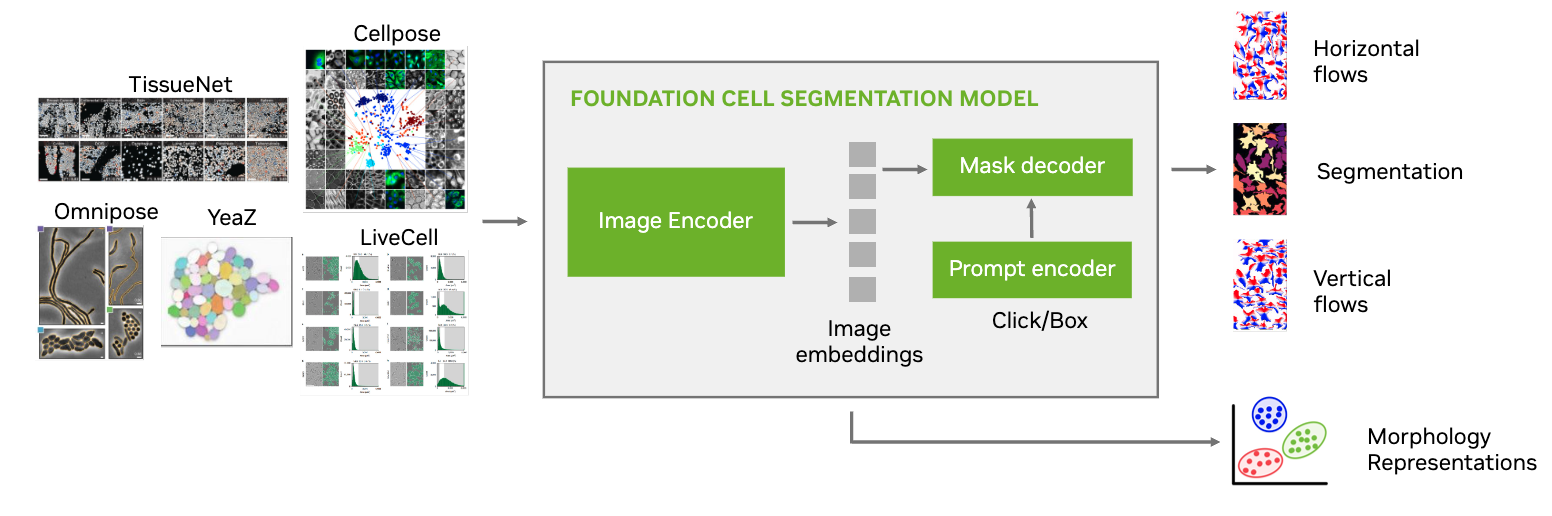 Cellpose
TissueNet
Omnipose
YeaZ
LiveCell
FOUNDATION CELL SEGMENTATION MODEL
Image Encoder
Image
embeddings
Mask decoder
Prompt encoder
Click/Box
Horizontal
flows
Segmentation
Vertical
flows
Morphology
Representations